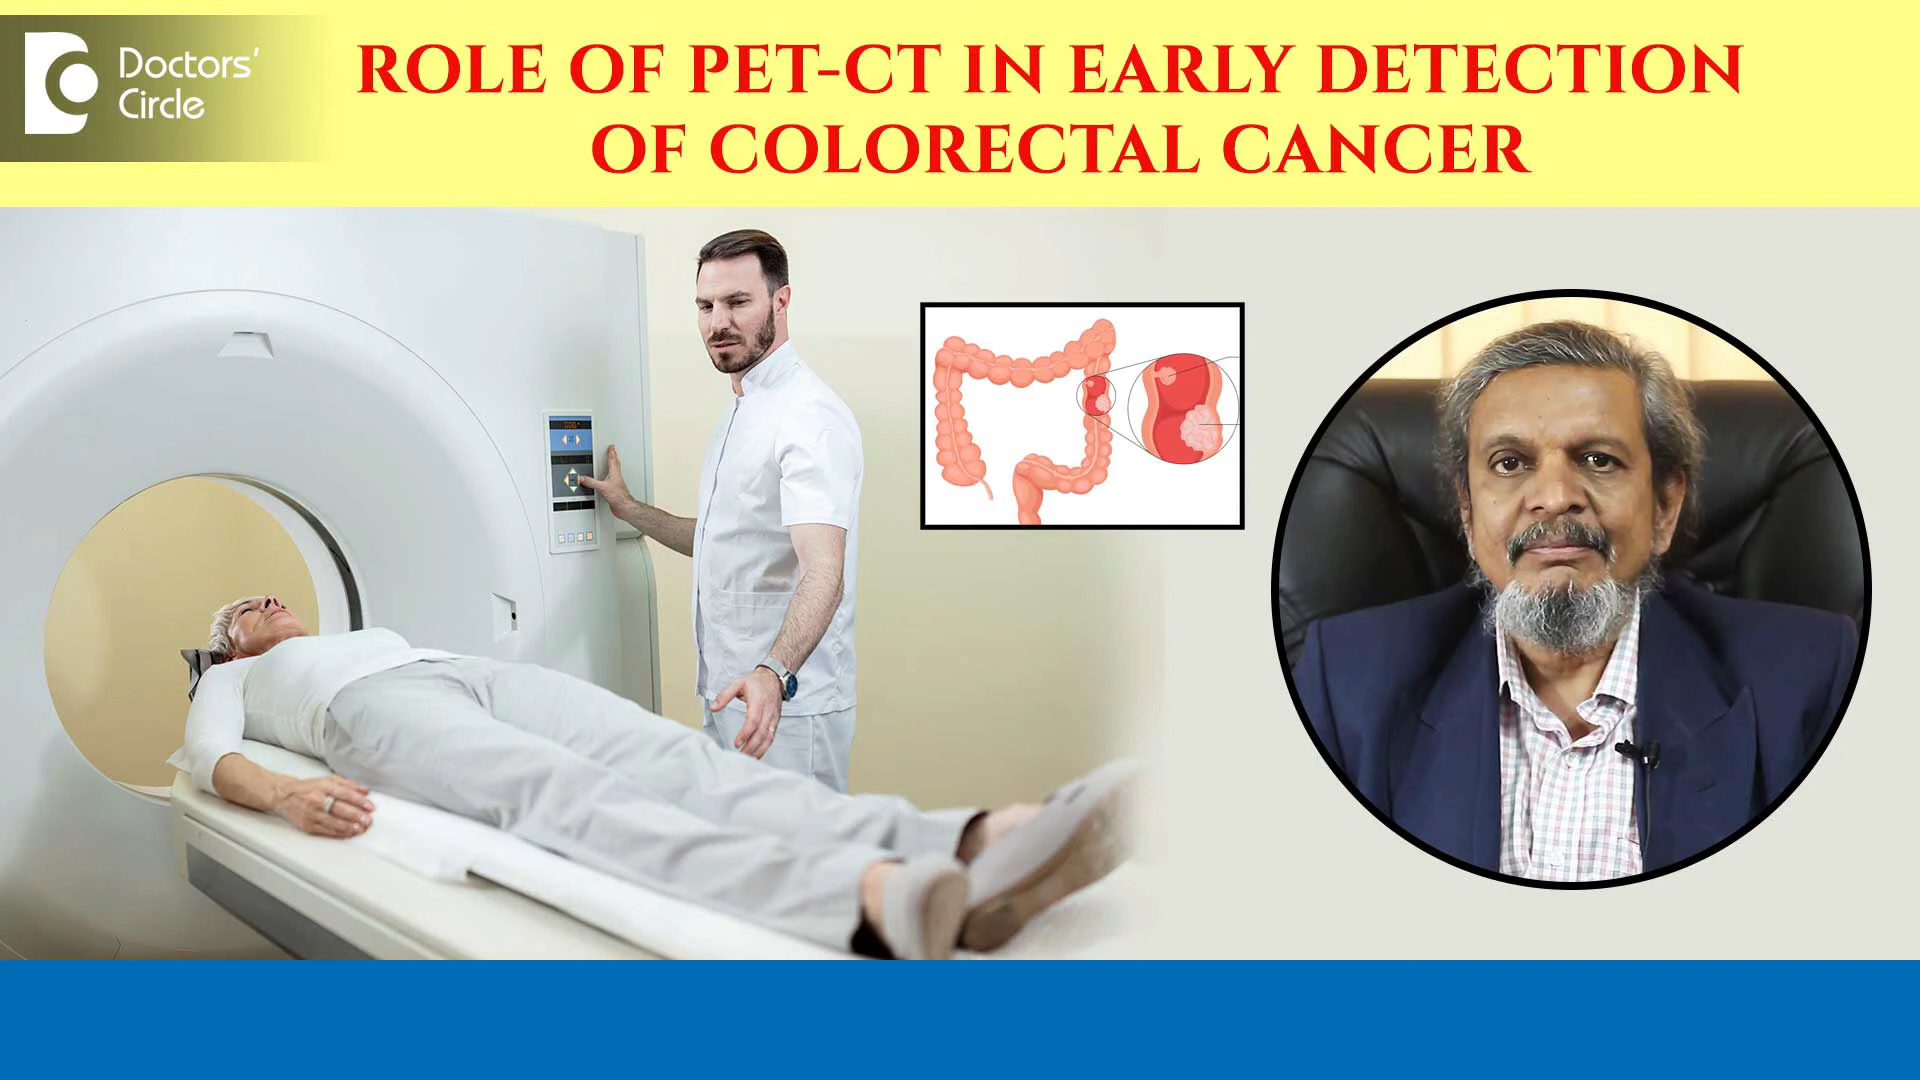 Doctors'
Circle
ROLE OF PET-CT IN EARLY DETECTION
OF COLORECTAL CANCER